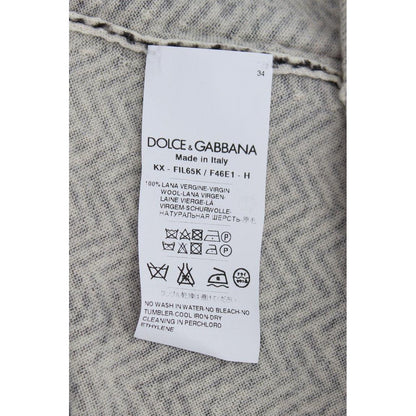 34
DOLCE & GABBANA
Made in Italy
KX - FIL65K / F46E1 - H
100% LANA VERGINE-VIRGIN
WOOL-LANA VIRGEN-
LAINE VIERGE-LÃ
VIRGEM-SCHURWOLLE-
НАТУРАЛЬНАЯ ШЕРСТЬ
NO WASH IN WATER-NO BLEACH-NO
TUMBLER-COOL IRON-DRY
CLEANING IN PERCHLORO
ETHYLENE